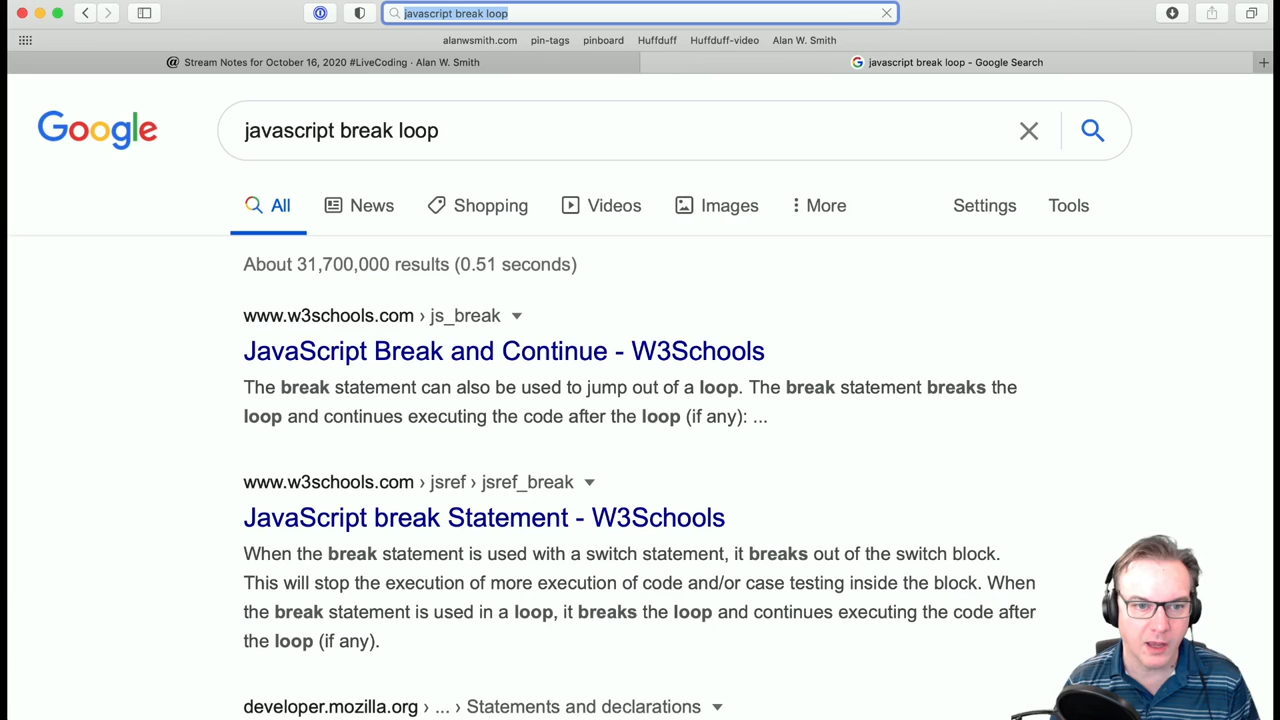 javascript break loop
alanwsmith.com pin-tags pinboard Huffduff Huffduff-video Alan W. Smith
@ Stream Notes for October 16, 2020 #LiveCoding · Alan W. Smith
G javascript break loop - Google Search
Google
javascript break loop
All News Shopping Videos Images More Settings Tools
About 31,700,000 results (0.51 seconds)
www.w3schools.com › js_break
JavaScript Break and Continue - W3Schools
The break statement can also be used to jump out of a loop. The break statement breaks the
loop and continues executing the code after the loop (if any): ...
www.w3schools.com › jsref › jsref_break
JavaScript break Statement - W3Schools
When the break statement is used with a switch statement, it breaks out of the switch block.
This will stop the execution of more execution of code and/or case testing inside the block. When
the break statement is used in a loop, it breaks the loop and continues executing the code after
the loop (if any).
developer.mozilla.org › ... › Statements and declarations